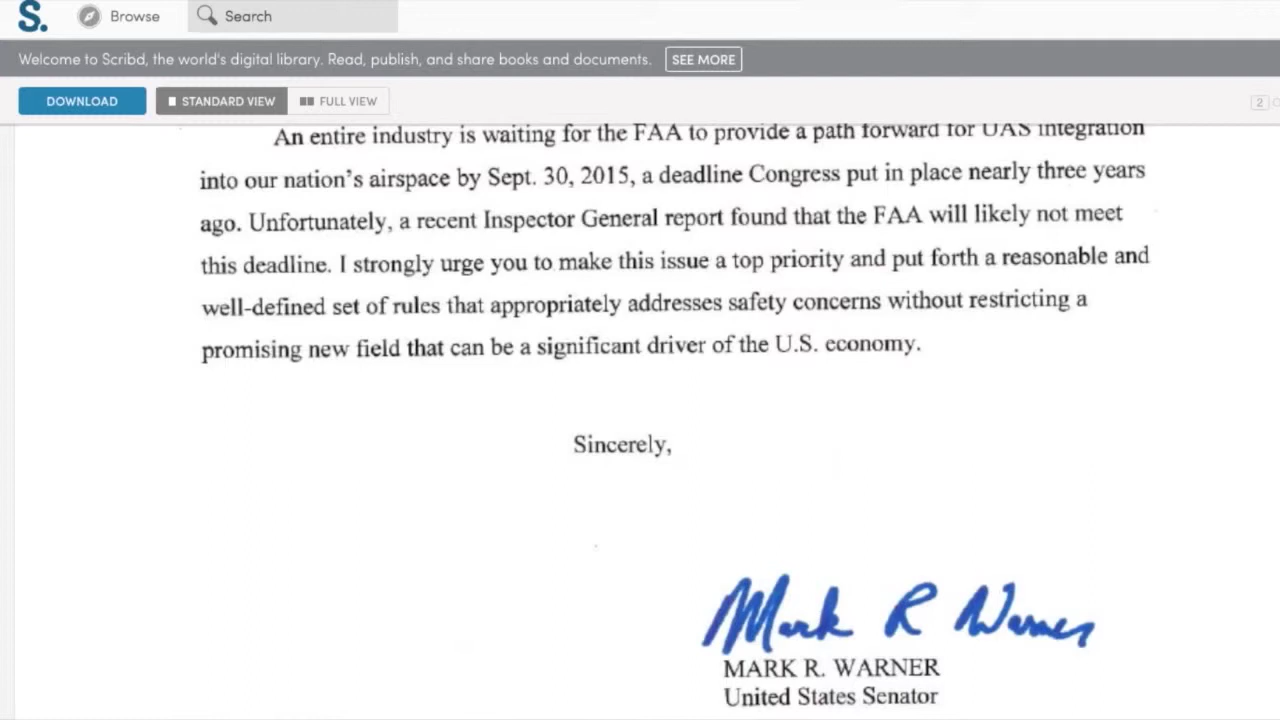 S.
Browse
Search
Welcome to Scribd, the world's digital library. Read, publish, and share books and documents.
SEE MORE
DOWNLOAD
STANDARD VIEW
FULL VIEW
2
An entire industry is waiting for the FAA to provide a path forward for UAS integration
into our nation's airspace by Sept. 30, 2015, a deadline Congress put in place nearly three years
ago. Unfortunately, a recent Inspector General report found that the FAA will likely not meet
this deadline. I strongly urge you to make this issue a top priority and put forth a reasonable and
well-defined set of rules that appropriately addresses safety concerns without restricting a
promising new field that can be a significant driver of the U.S. economy.
Sincerely,
Mark R Warner
MARK R. WARNER
United States Senator